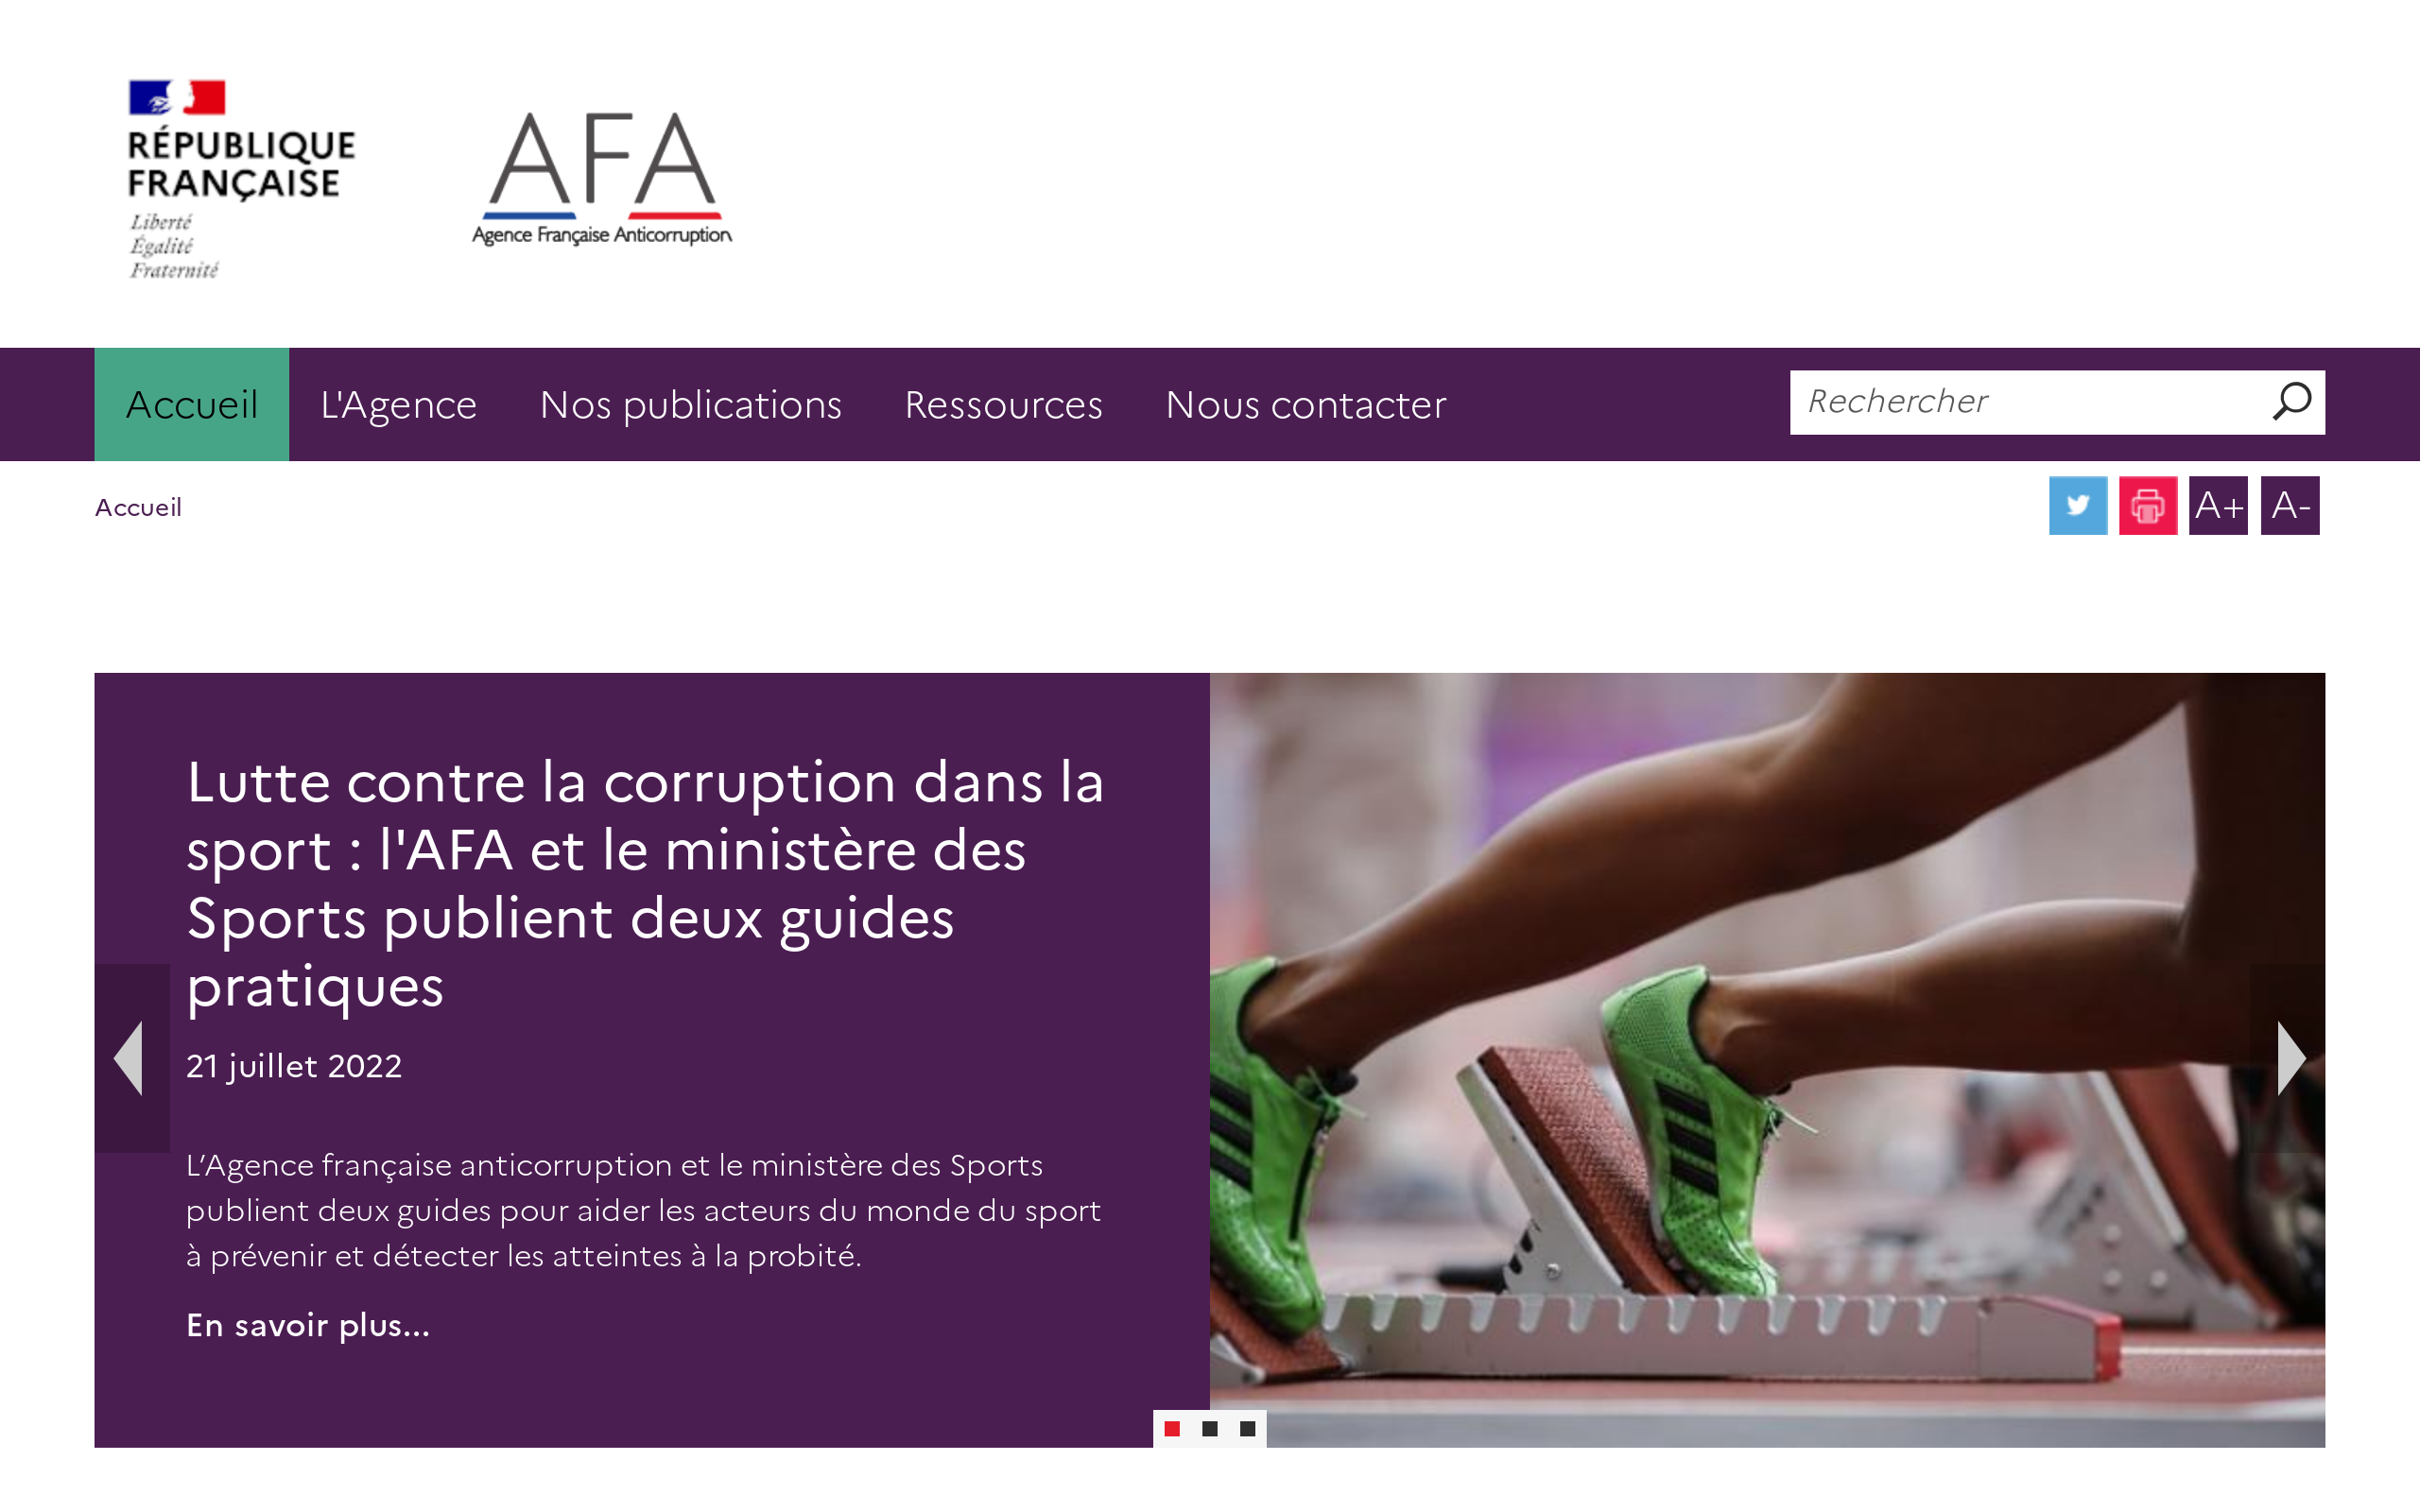 RÉPUBLIQUE
FRANÇAISE
Liberté
Égalité
Fraternité
AFA
Agence Française Anticorruption
Accueil L'Agence Nos publications Ressources Nous contacter Rechercher
Accueil A+ A-
Lutte contre la corruption dans la
sport : l'AFA et le ministère des
Sports publient deux guides
pratiques
21 juillet 2022
L’Agence française anticorruption et le ministère des Sports
publient deux guides pour aider les acteurs du monde du sport
à prévenir et détecter les atteintes à la probité.
En savoir plus...